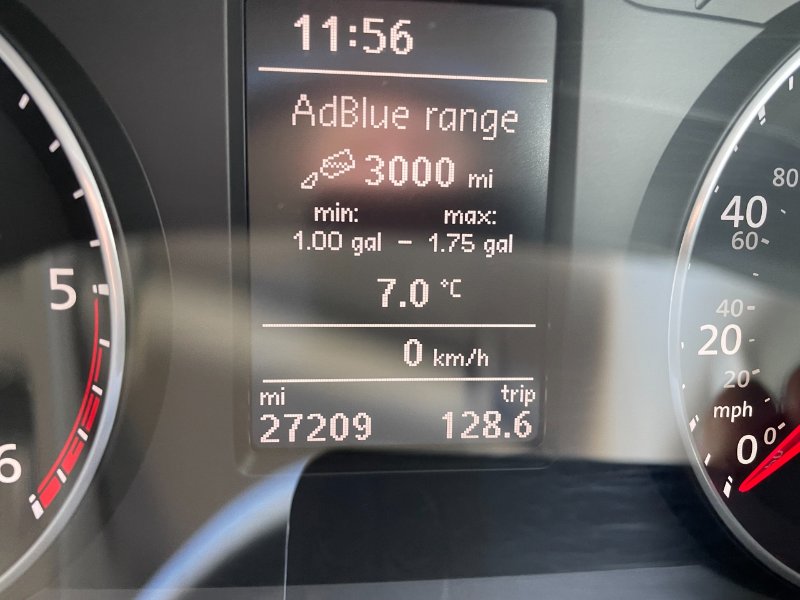 11:56
AdBlue range
3000 mi
min: max:
1.00 gal – 1.75 gal
7.0 °C
0 km/h
mi trip
27209 128.6
5
6
80
40
60
40
20
20
mph
0 0